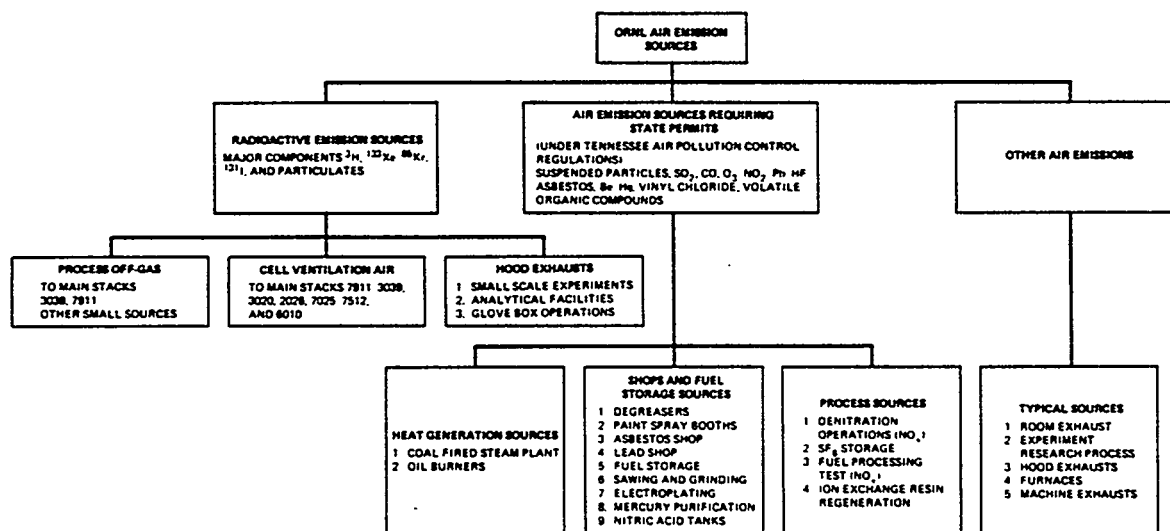 ORNL AIR EMISSION
SOURCES
RADIOACTIVE EMISSION SOURCES
MAJOR COMPONENTS ³H, ¹³³Xe ⁸⁵Kr,
¹³¹I, AND PARTICULATES
AIR EMISSION SOURCES REQUIRING
STATE PERMITS
(UNDER TENNESSEE AIR POLLUTION CONTROL
REGULATIONS)
SUSPENDED PARTICLES, SO₂, CO, O₃ NO₂ Pb HF
ASBESTOS, Be Hg, VINYL CHLORIDE, VOLATILE
ORGANIC COMPOUNDS
OTHER AIR EMISSIONS
PROCESS OFF-GAS
TO MAIN STACKS
3039, 7911
OTHER SMALL SOURCES
CELL VENTILATION AIR
TO MAIN STACKS 7911 3039,
3020, 2026, 7025 7512,
AND 6010
HOOD EXHAUSTS
1 SMALL SCALE EXPERIMENTS
2. ANALYTICAL FACILITIES
3. GLOVE BOX OPERATIONS
HEAT GENERATION SOURCES
1 COAL FIRED STEAM PLANT
2 OIL BURNERS
SHOPS AND FUEL
STORAGE SOURCES
1 DEGREASERS
2 PAINT SPRAY BOOTHS
3 ASBESTOS SHOP
4 LEAD SHOP
5 FUEL STORAGE
6 SAWING AND GRINDING
7 ELECTROPLATING
8. MERCURY PURIFICATION
9 NITRIC ACID TANKS
PROCESS SOURCES
1 DENITRATION
OPERATIONS (NOₓ)
2 SF₆ STORAGE
3 FUEL PROCESSING
TEST (NOₓ)
4 ION EXCHANGE RESIN
REGENERATION
TYPICAL SOURCES
1 ROOM EXHAUST
2 EXPERIMENT
RESEARCH PROCESS
3 HOOD EXHAUSTS
4 FURNACES
5 MACHINE EXHAUSTS